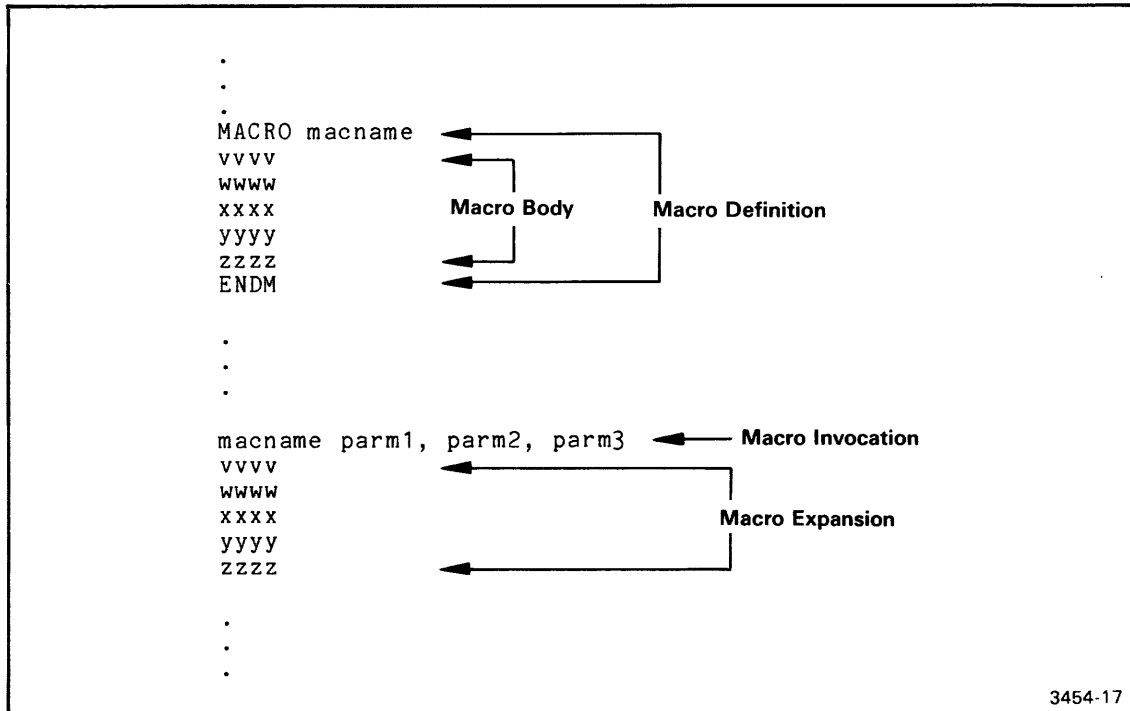 .
.
.
MACRO macname
vvvv
wwww
xxxx Macro Body Macro Definition
yyyy
zzzz
ENDM
.
.
.
macname parm1, parm2, parm3 Macro Invocation
vvvv
wwww
xxxx Macro Expansion
yyyy
zzzz
.
.
.
3454-17